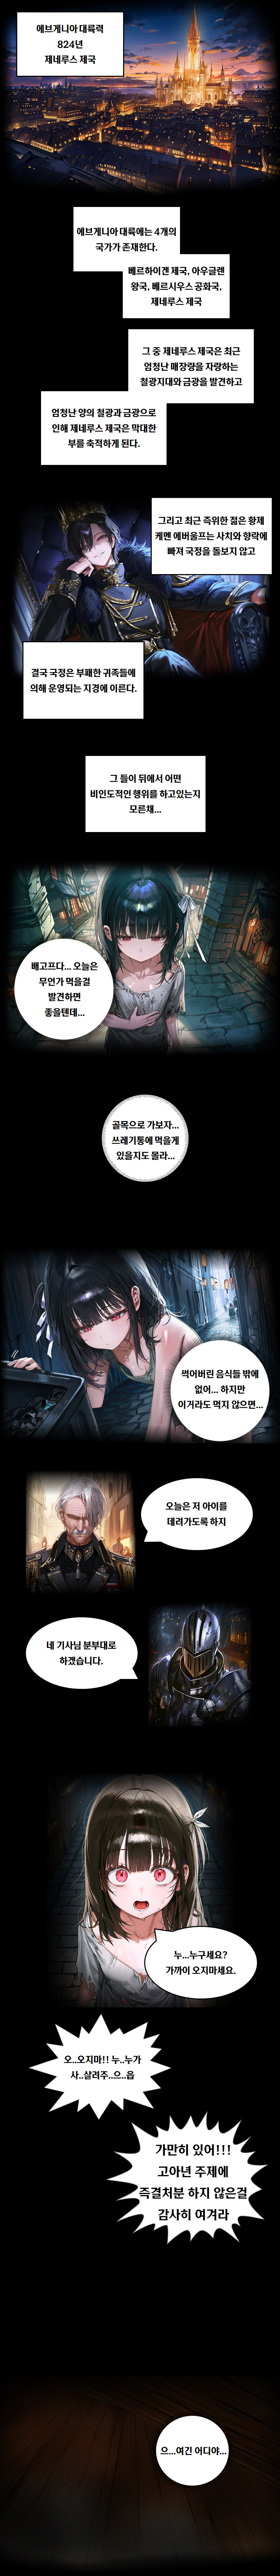 에브게니아 대륙력
824년
제네루스 제국
에브게니아 대륙에는 4개의
국가가 존재한다.
베르하이겐 제국, 아우글렌
왕국, 베르시우스 공화국,
제네루스 제국
그 중 제네루스 제국은 최근
엄청난 매장량을 자랑하는
철광지대와 금광을 발견하고
엄청난 양의 철광과 금광으로
인해 제네루스 제국은 막대한
부를 축적하게 된다.
그리고 최근 즉위한 젊은 황제
케멘 에버울프는 사치와 향락에
빠져 국정을 돌보지 않고
결국 국정은 부패한 귀족들에
의해 운영되는 지경에 이른다.
그 들이 뒤에서 어떤
비인도적인 행위를 하고있는지
모른채...
배고프다... 오늘은
무언가 먹을걸
발견하면
좋을텐데...
골목으로 가보자...
쓰레기통에 먹을게
있을지도 몰라...
썩어버린 음식들 밖에
없어... 하지만
이거라도 먹지 않으면...
오늘은 저 아이를
데려가도록 하지
네 기사님 분부대로
하겠습니다.
누...누구세요?
가까이 오지마세요.
오..오지마!! 누..누가
사..살려주..으..읍
가만히 있어!!!
고아년 주제에
즉결처분 하지 않은걸
감사히 여겨라
으...여긴 어디야...